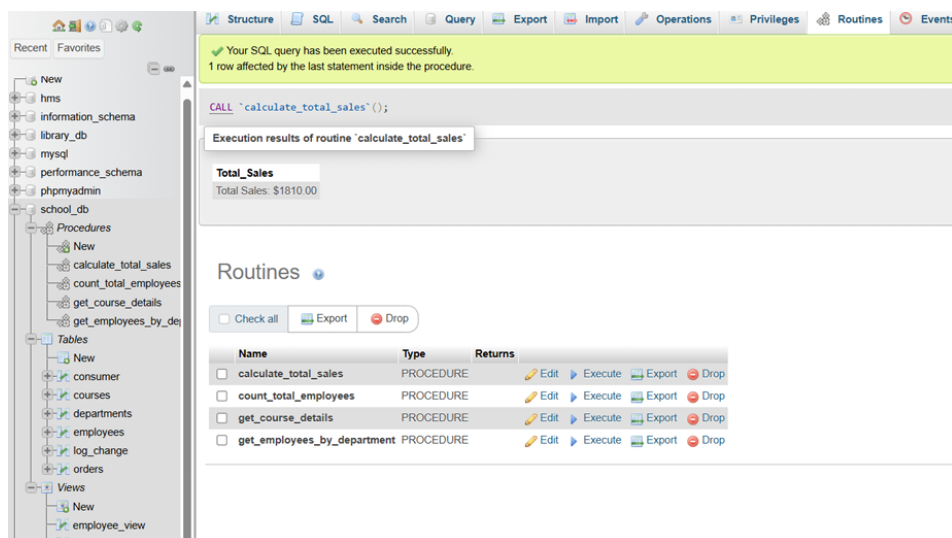 Structure SQL Search Query Export Import Operations Privileges Routines Events
Recent Favorites
New
hms
information_schema
library_db
mysql
performance_schema
phpmyadmin
school_db
Procedures
New
calculate_total_sales
count_total_employees
get_course_details
get_employees_by_de
Tables
New
consumer
courses
departments
employees
log_change
orders
Views
New
employee_view
Your SQL query has been executed successfully.
1 row affected by the last statement inside the procedure.
CALL `calculate_total_sales`();
Execution results of routine `calculate_total_sales`
Total_Sales
Total Sales: $1810.00
Routines
Check all Export Drop
Name Type Returns
calculate_total_sales PROCEDURE Edit Execute Export Drop
count_total_employees PROCEDURE Edit Execute Export Drop
get_course_details PROCEDURE Edit Execute Export Drop
get_employees_by_department PROCEDURE Edit Execute Export Drop